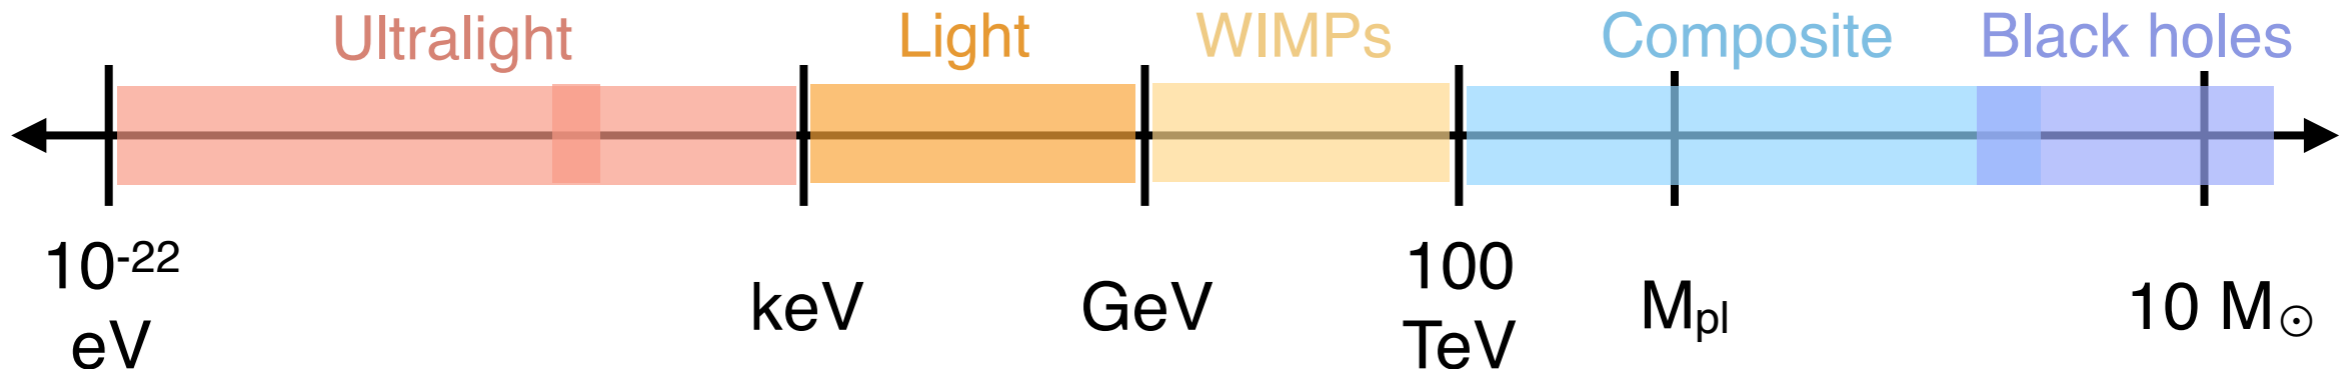 Ultralight
Light
WIMPs
Composite
Black holes
10-22
eV
keV
GeV
100
TeV
Mpl
10 M☉